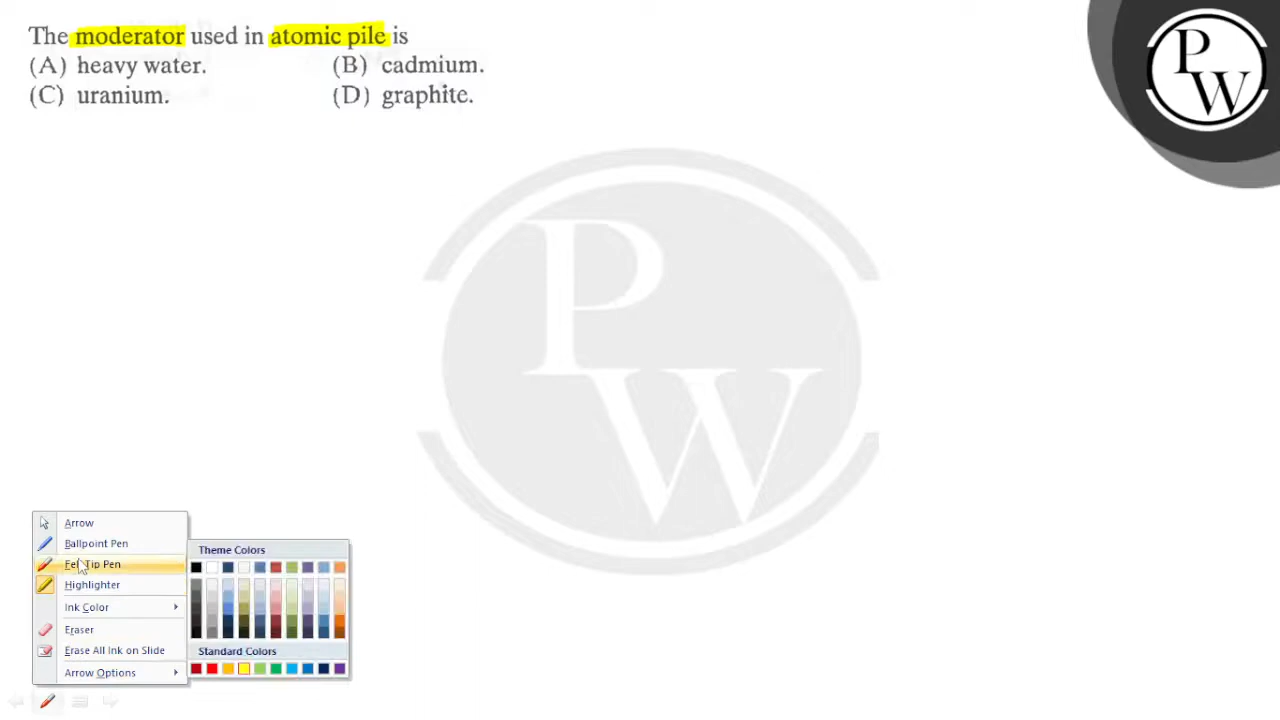 The moderator used in atomic pile is
(A) heavy water. (B) cadmium.
(C) uranium. (D) graphite.
P
W
P
W
Arrow
Ballpoint Pen
Felt Tip Pen
Highlighter
Ink Color
Eraser
Erase All Ink on Slide
Arrow Options
Theme Colors
Standard Colors